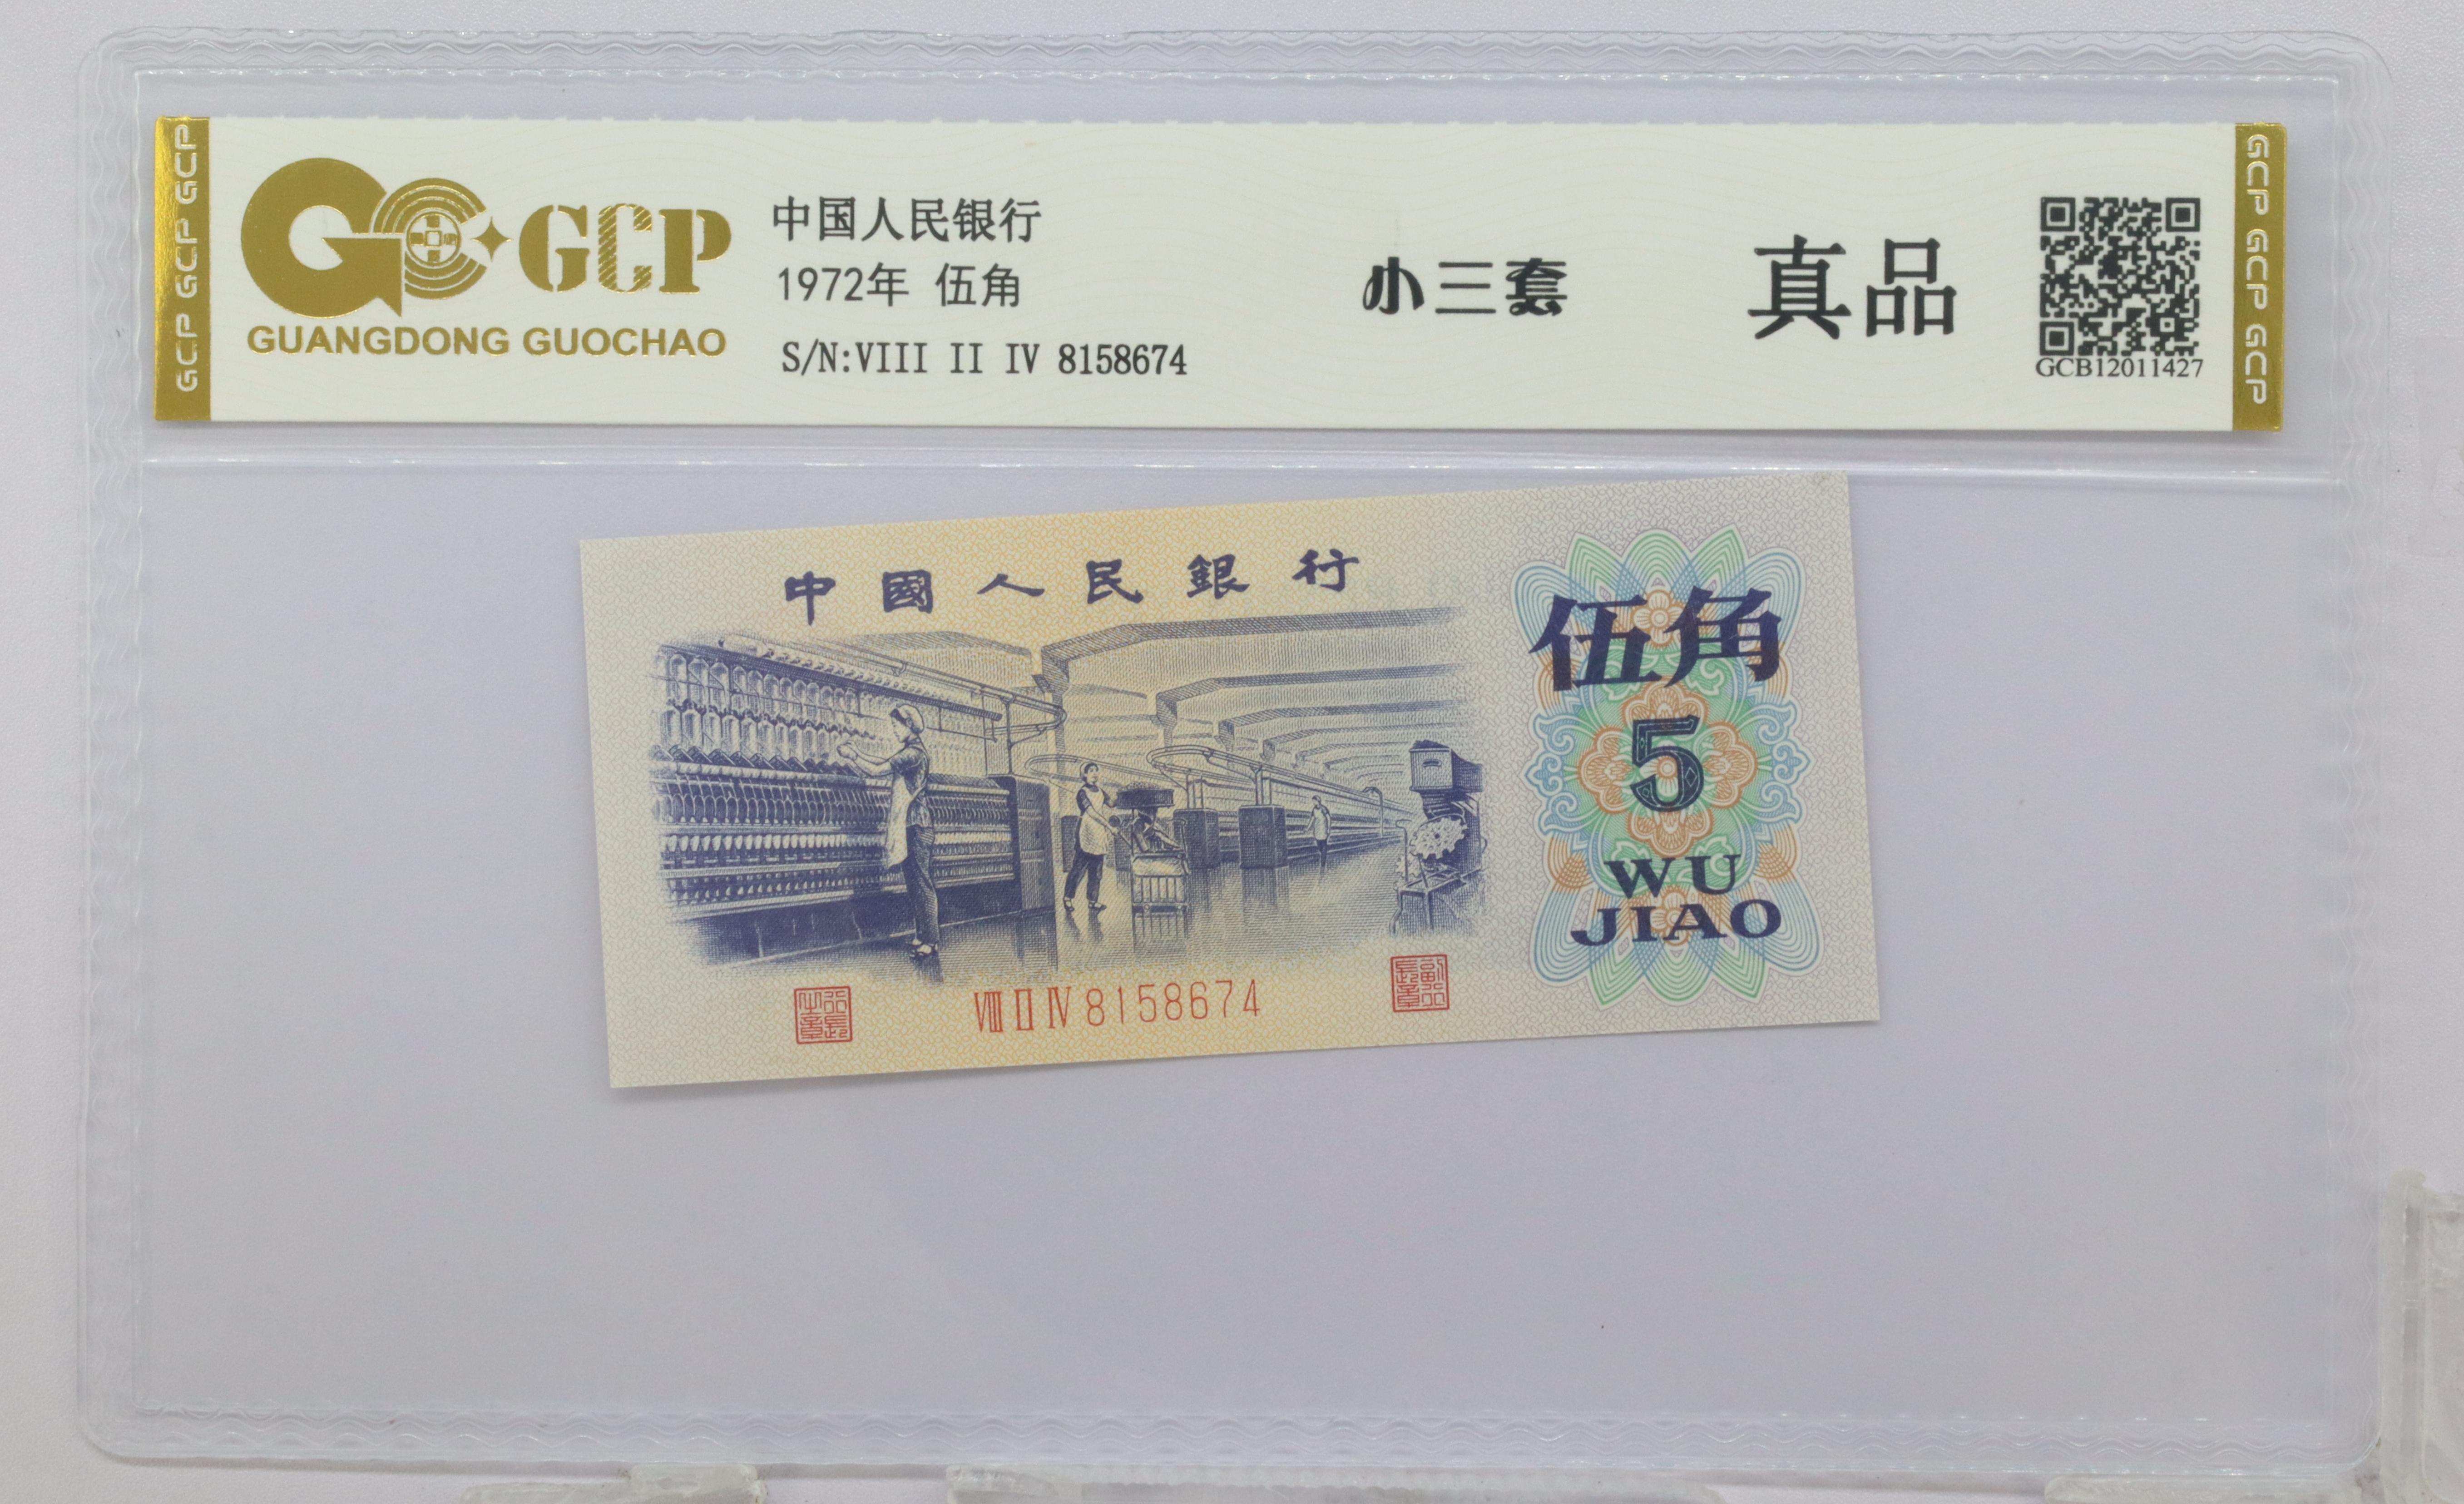 GCP GCP GCP
GCP
GUANGDONG GUOCHAO
中国人民银行
1972年 伍角
S/N:VIII II IV 8158674
小三套
真品
GCB12011427
GCP GCP GCP
中國人民銀行
伍角
5
WU
JIAO
VIII II IV 8158674